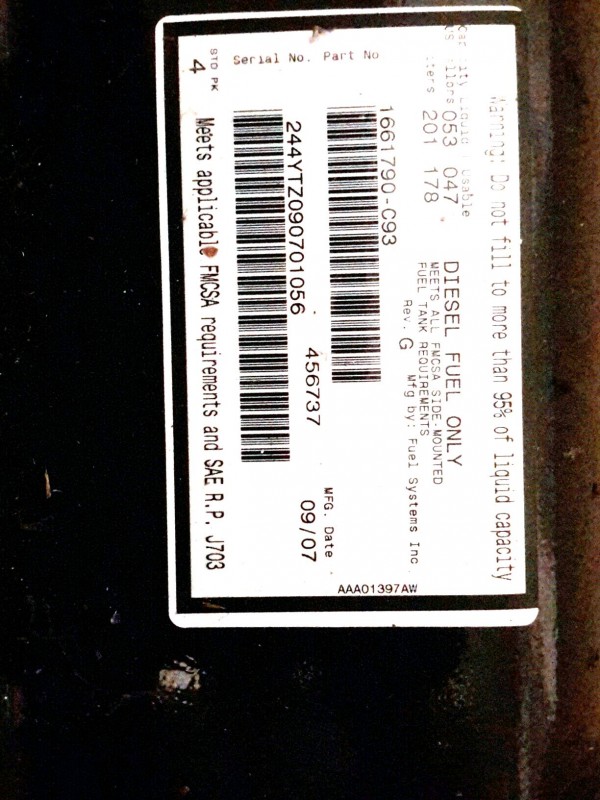 Warning: Do not fill to more than 95% of liquid capacity
Liquid Usable
053 047
201 178
DIESEL FUEL ONLY
MEETS ALL FMCSA SIDE-MOUNTED
FUEL TANK REQUIREMENTS
Rev. G Mfg by: Fuel Systems Inc
Part No
1661790-C93
AAA01397AW
Serial No.
244YTZ090701056 456737
MFG. Date
09/07
STD PK
4
Meets applicable FMCSA requirements and SAE R.P. J703